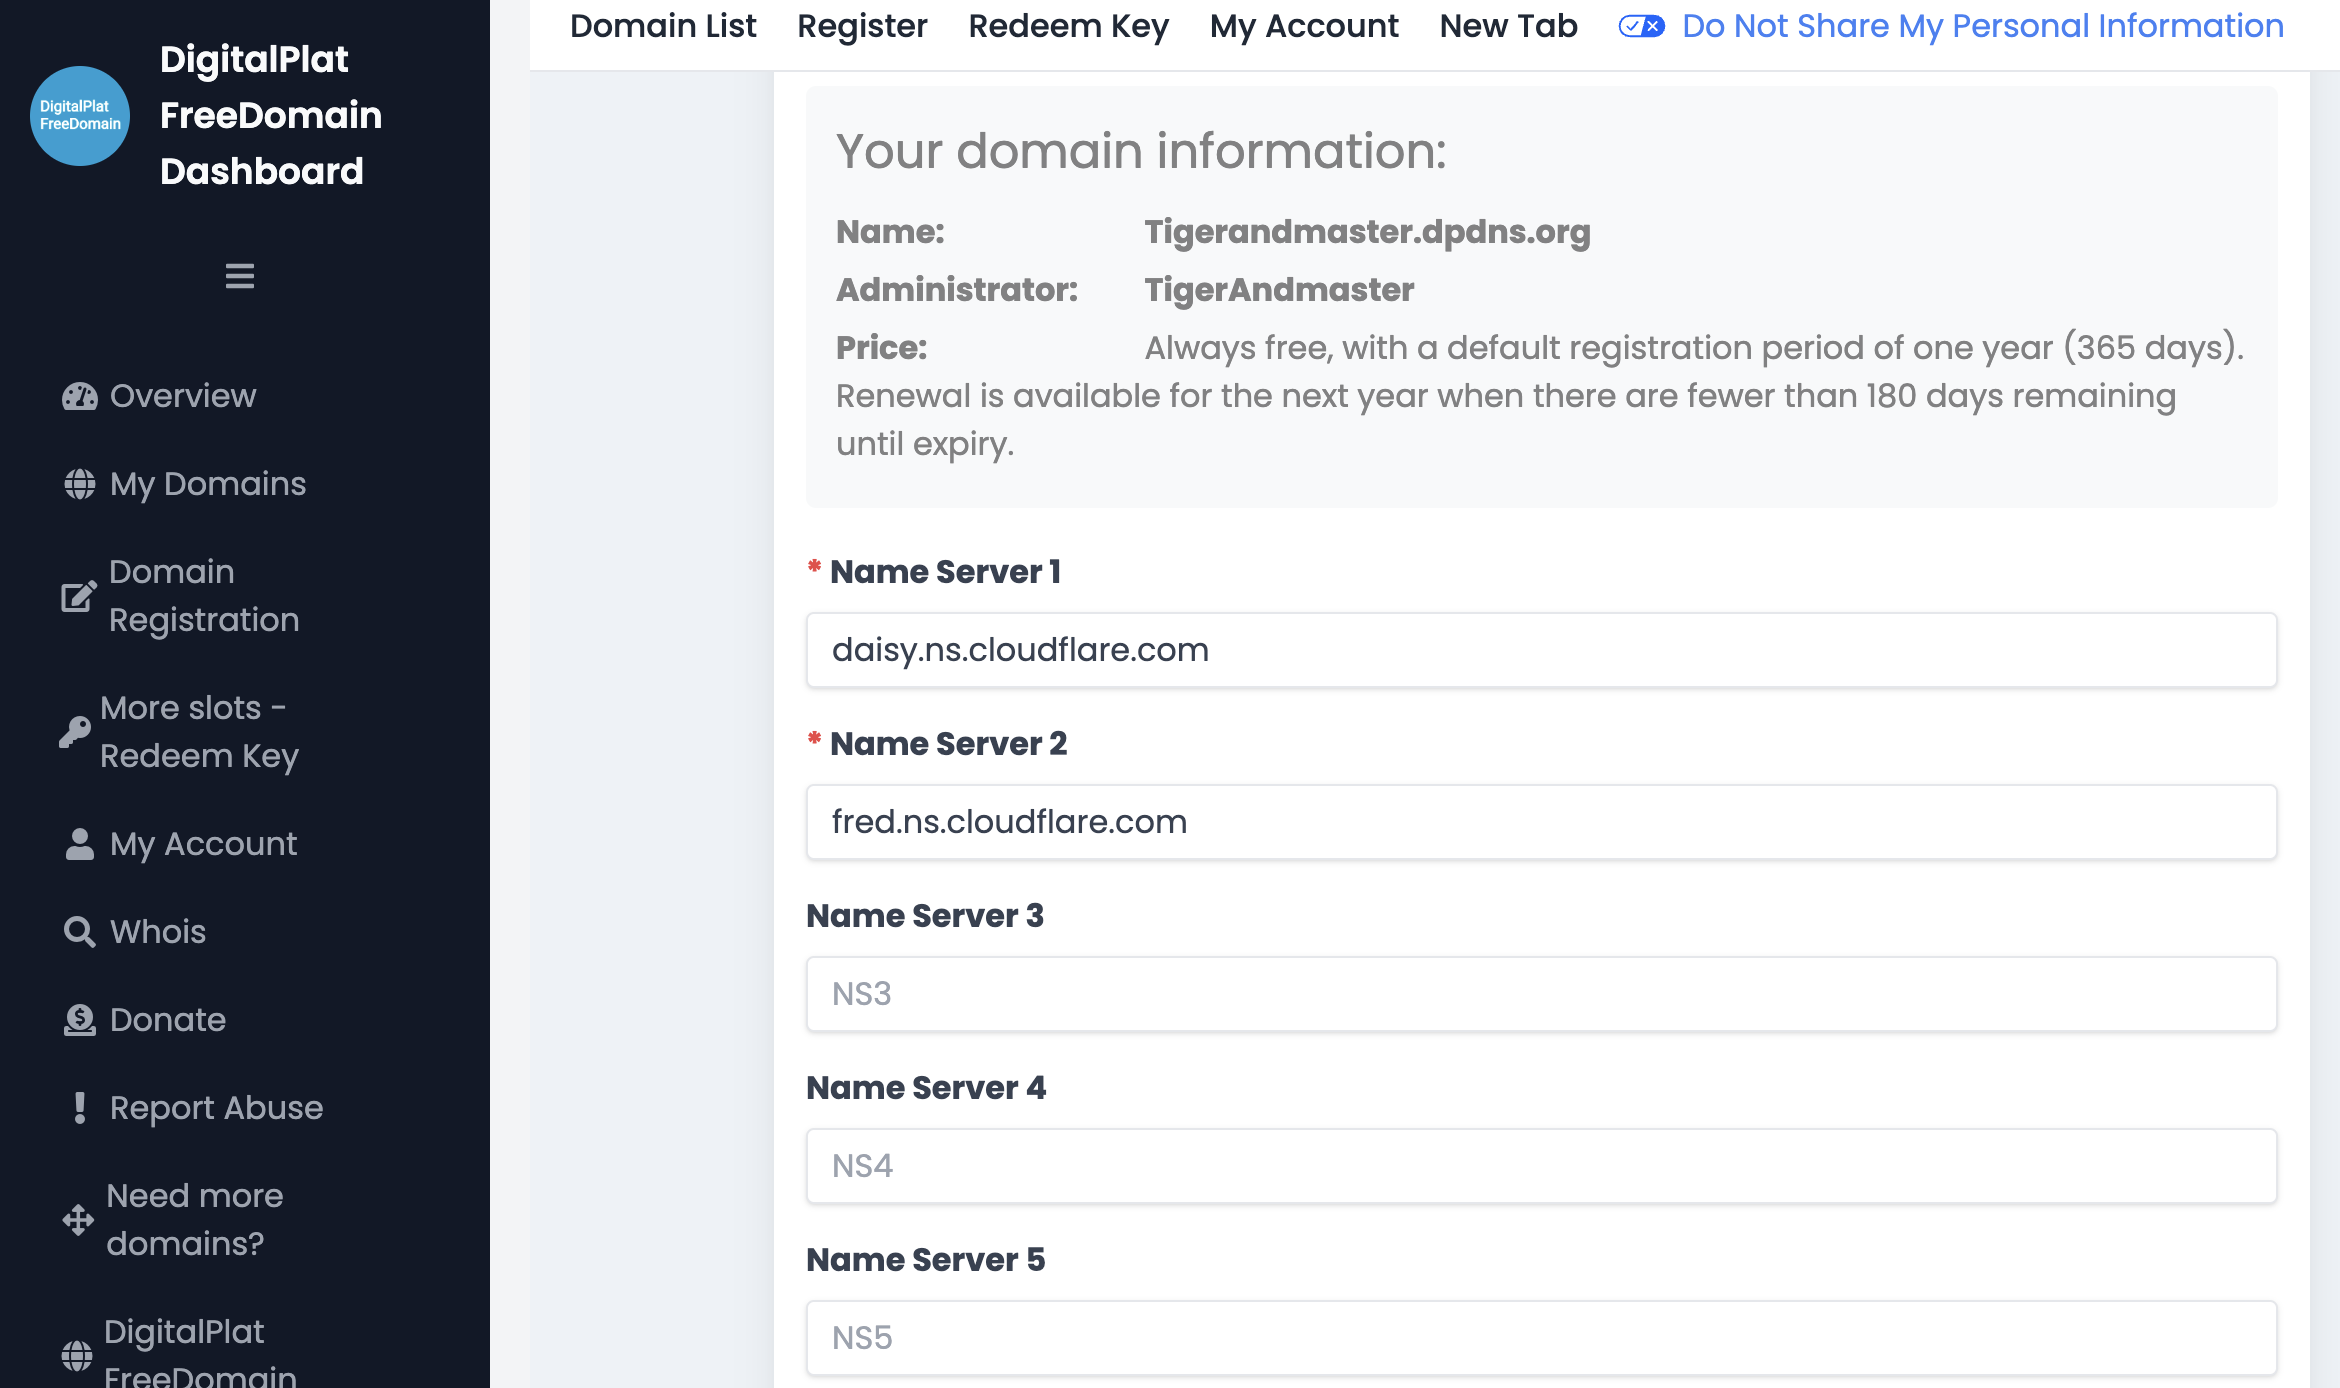 DigitalPlat
FreeDomain
DigitalPlat
FreeDomain
Dashboard
Overview
My Domains
Domain
Registration
More slots -
Redeem Key
My Account
Whois
Donate
Report Abuse
Need more
domains?
DigitalPlat
FreeDomain
Domain List Register Redeem Key My Account New Tab Do Not Share My Personal Information
Your domain information:
Name: Tigerandmaster.dpdns.org
Administrator: TigerAndmaster
Price: Always free, with a default registration period of one year (365 days).
Renewal is available for the next year when there are fewer than 180 days remaining
until expiry.
* Name Server 1
daisy.ns.cloudflare.com
* Name Server 2
fred.ns.cloudflare.com
Name Server 3
NS3
Name Server 4
NS4
Name Server 5
NS5